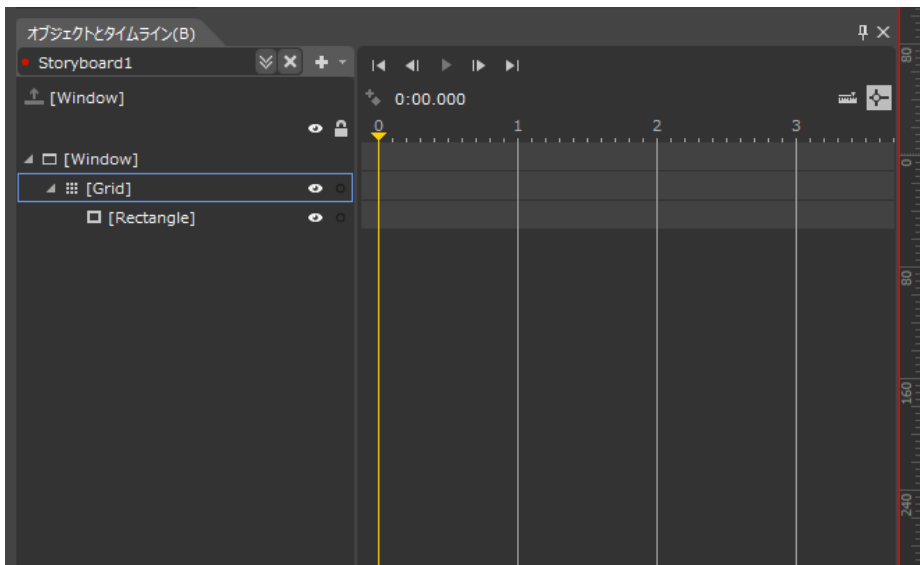 オブジェクトとタイムライン(B)
Storyboard1
[Window]
0:00.000
0 1 2 3
[Window]
[Grid]
[Rectangle]
80
0
80
160
240